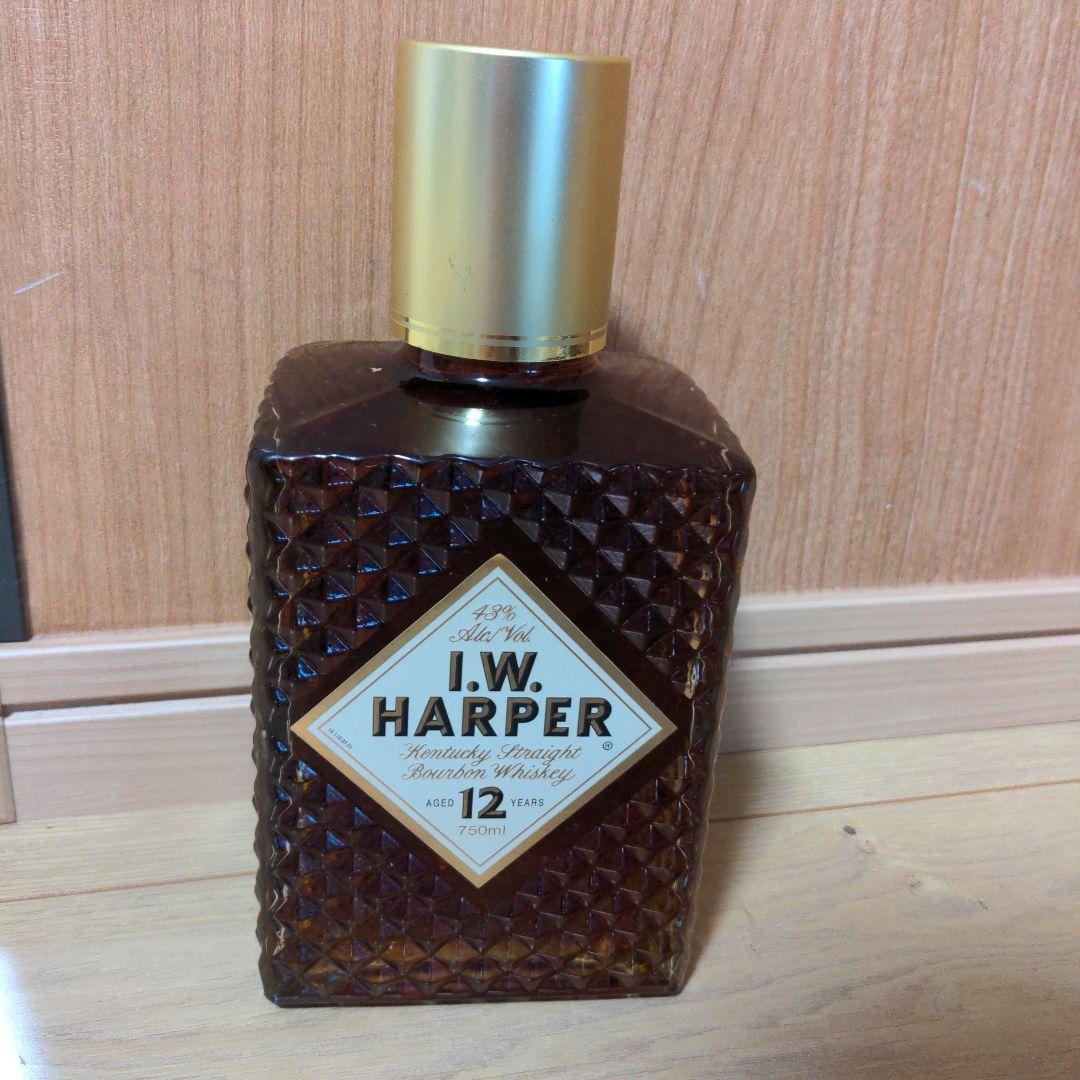 43%
Alc/Vol.
I.W.
HARPER®
Kentucky Straight
Bourbon Whiskey
AGED 12 YEARS
750ml